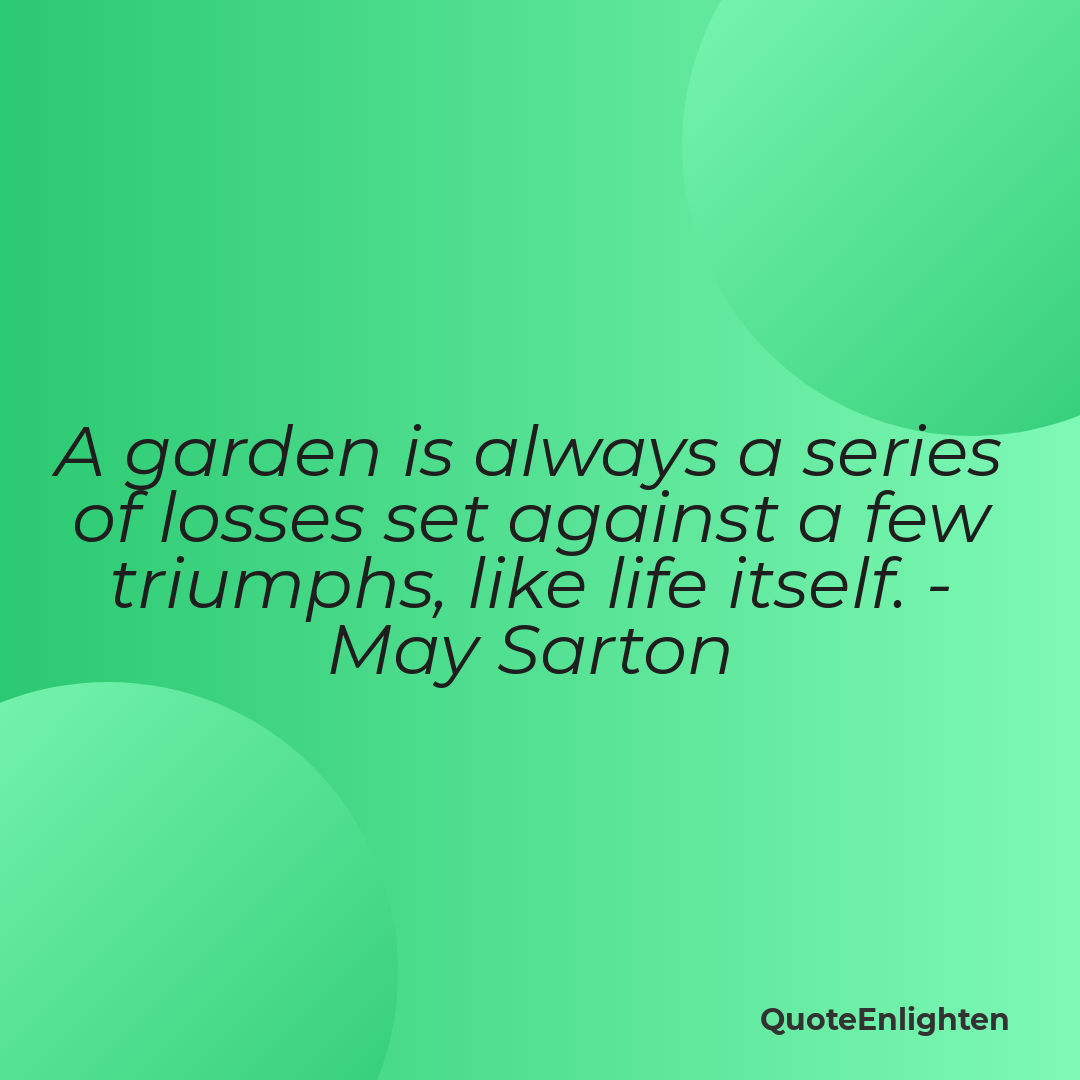 A garden is always a series
of losses set against a few
triumphs, like life itself. -
May Sarton
QuoteEnlighten